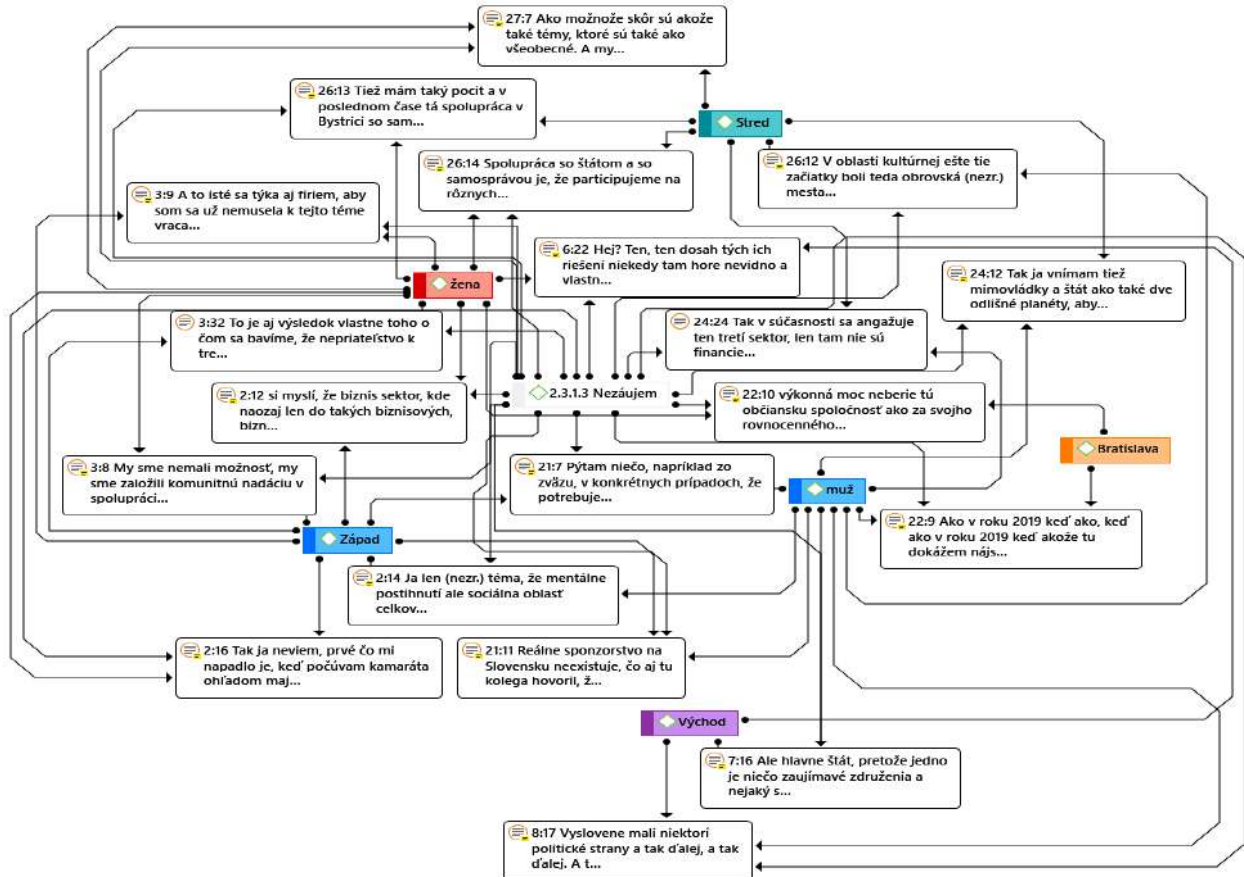 27:7 Ako možnože skôr sú akože
také témy, ktoré sú také ako
všeobecné. A my...
26:13 Tiež mám taký pocit a v
poslednom čase tá spolupráca v
Bystrici so sam...
Stred
26:14 Spolupráca so štátom a so
samosprávou je, že participujeme na
rôznych...
26:12 V oblasti kultúrnej ešte tie
začiatky boli teda obrovská (nezr.)
mesta...
3:9 A to isté sa týka aj firiem, aby
som sa už nemusela k tejto téme
vraca...
6:22 Hej? Ten, ten dosah tých ich
riešení niekedy tam hore nevidno a
vlastn...
žena
24:12 Tak ja vnímam tiež
mimovládky a štát ako také dve
odlišné planéty, aby...
3:32 To je aj výsledok vlastne toho o
čom sa bavíme, že nepriateľstvo k
tre...
24:24 Tak v súčasnosti sa angažuje
ten tretí sektor, len tam nie sú
financie...
2.3.1.3 Nezáujem
2:12 si myslí, že biznis sektor, kde
naozaj len do takých biznisových,
bizn...
22:10 výkonná moc neberie tú
občiansku spoločnosť ako za svojho
rovnocenného...
Bratislava
3:8 My sme nemali možnosť, my
sme založili komunitnú nadáciu v
spolupráci...
21:7 Pýtam niečo, napríklad zo
zväzu, v konkrétnych prípadoch, že
potrebuje...
muž
22:9 Ako v roku 2019 keď ako, keď
ako v roku 2019 keď akože tu
dokážem nájs...
Západ
2:14 Ja len (nezr.) téma, že mentálne
postihnutí ale sociálna oblasť
celkov...
2:16 Tak ja neviem, prvé čo mi
napadlo je, keď počúvam kamaráta
ohľadom maj...
21:11 Reálne sponzorstvo na
Slovensku neexistuje, čo aj tu
kolega hovoril, ž...
Východ
7:16 Ale hlavne štát, pretože jedno
je niečo zaujímavé združenia a
nejaký s...
8:17 Vyslovene mali niektorí
politické strany a tak ďalej, a tak
ďalej. A t...